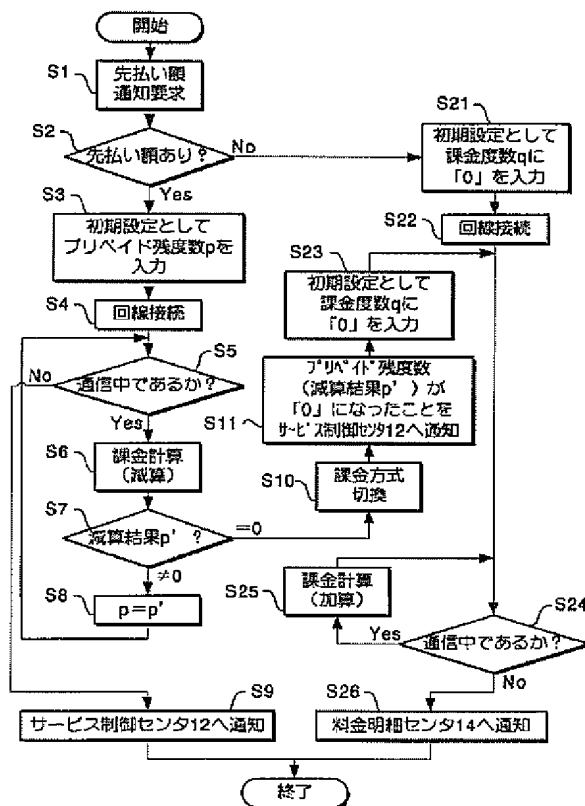 開始
S1
先払い額
通知要求
S2
先払い額あり?
No
Yes
S3
初期設定として
プリペイド残度数pを
入力
S4
回線接続
S5
通信中であるか?
No
Yes
S6
課金計算
(減算)
S7
減算結果p' ?
=0
≠0
S8
p=p'
S9
サービス制御センタ12へ通知
S10
課金方式
切換
S11
プリペイド残度数
(減算結果p')が
「0」になったことを
サービス制御センタ12へ通知
S23
初期設定として
課金度数qに
「0」を入力
S21
初期設定として
課金度数qに
「0」を入力
S22
回線接続
S25
課金計算
(加算)
S24
通信中であるか?
Yes
No
S26
料金明細センタ14へ通知
終了